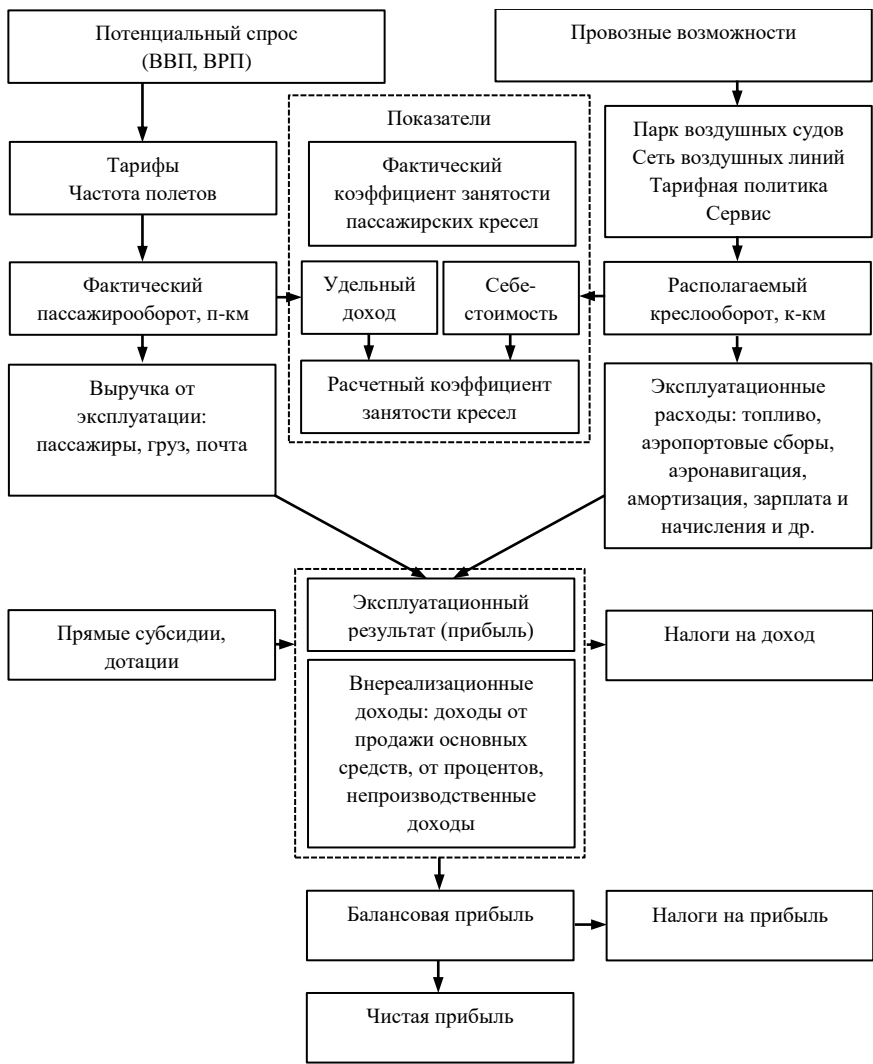 Потенциальный спрос
(ВВП, ВРП)
Провозные возможности
Показатели
Тарифы
Частота полетов
Фактический
коэффициент занятости
пассажирских кресел
Парк воздушных судов
Сеть воздушных линий
Тарифная политика
Сервис
Фактический
пассажирооборот, п-км
Удельный
доход
Себе-
стоимость
Располагаемый
креслооборот, к-км
Выручка от
эксплуатации:
пассажиры, груз, почта
Расчетный коэффициент
занятости кресел
Эксплуатационные
расходы: топливо,
аэропортовые сборы,
аэронавигация,
амортизация, зарплата и
начисления и др.
Прямые субсидии,
дотации
Эксплуатационный
результат (прибыль)
Налоги на доход
Внереализационные
доходы: доходы от
продажи основных
средств, от процентов,
непроизводственные
доходы
Балансовая прибыль
Налоги на прибыль
Чистая прибыль